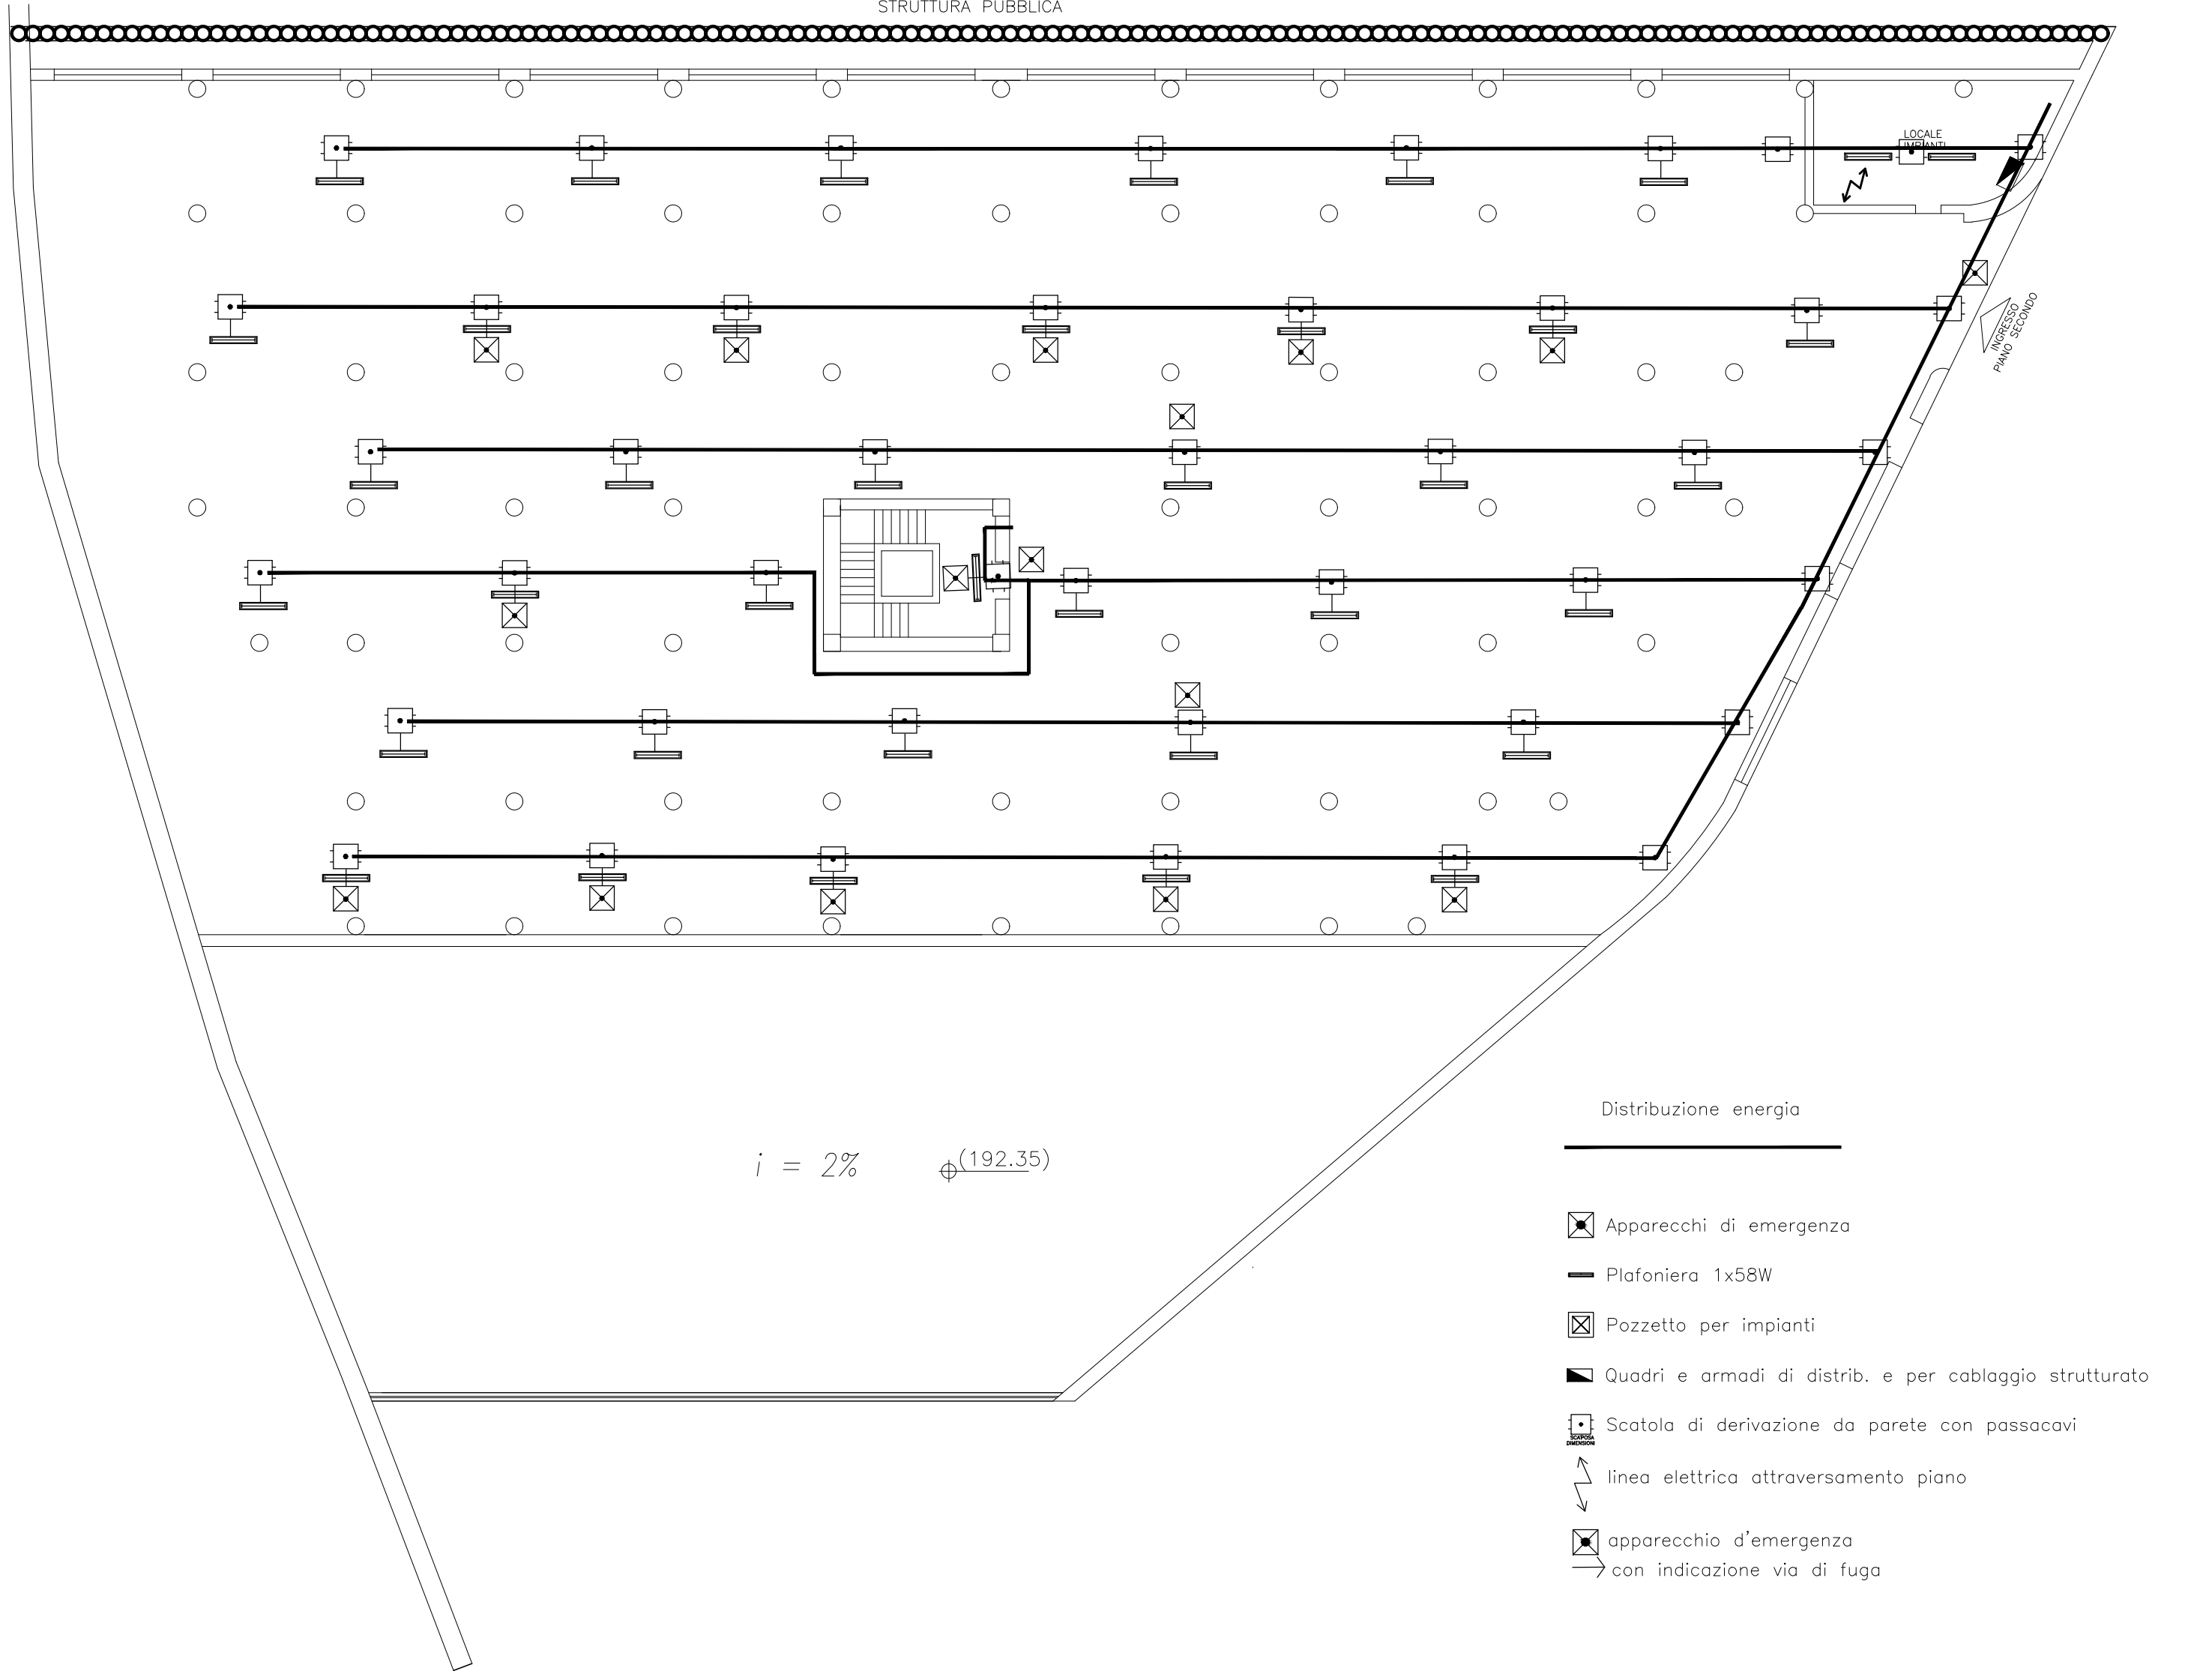 STRUTTURA PUBBLICA
LOCALE
IMPIANTI
INGRESSO
PIANO SECONDO
i = 2%
(192.35)
Distribuzione energia
Apparecchi di emergenza
Plafoniera 1x58W
Pozzetto per impianti
Quadri e armadi di distrib. e per cablaggio strutturato
Scatola di derivazione da parete con passacavi
DIMENSIONI
linea elettrica attraversamento piano
apparecchio d'emergenza
con indicazione via di fuga